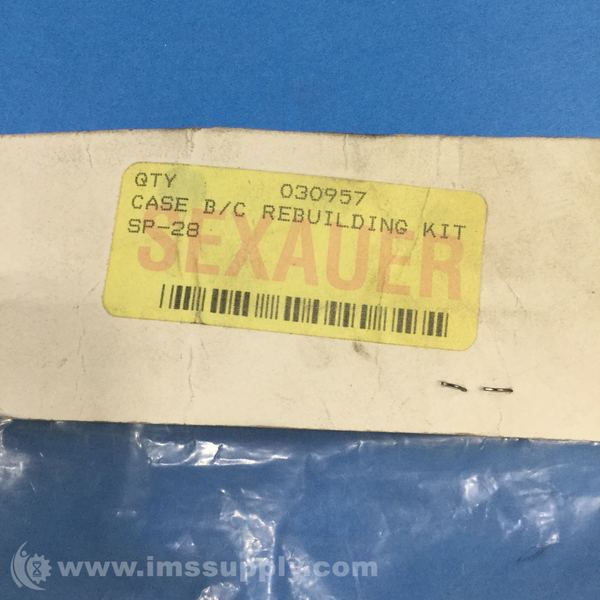 QTY 030957
CASE B/C REBUILDING KIT
SP-28
SEXAUER
www.imssupply.com